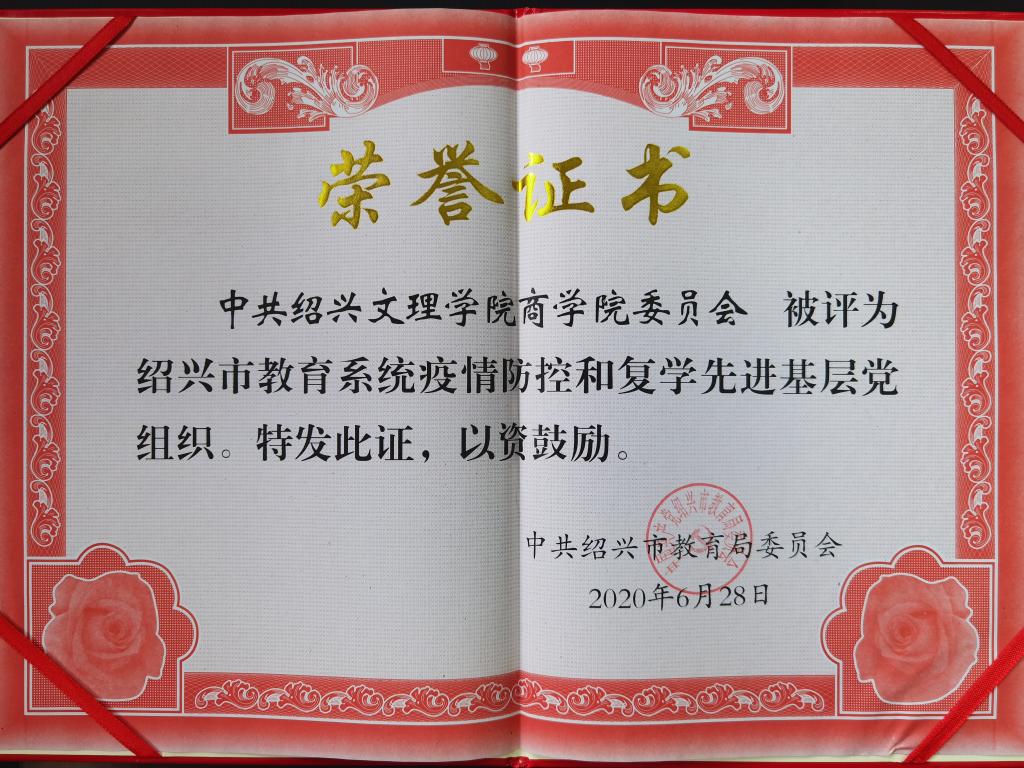 荣誉证书
中共绍兴文理学院商学院委员会 被评为
绍兴市教育系统疫情防控和复学先进基层党
组织。特发此证，以资鼓励。
中共绍兴市教育局委员会
2020年6月28日